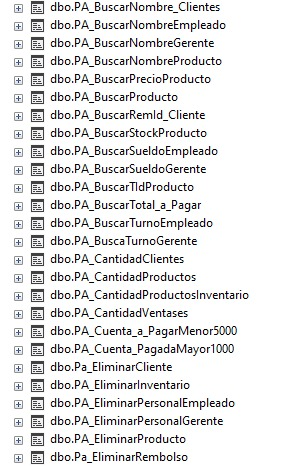 dbo.PA_BuscarNombre_Clientes
dbo.PA_BuscarNombreEmpleado
dbo.PA_BuscarNombreGerente
dbo.PA_BuscarNombreProducto
dbo.PA_BuscarPrecioProducto
dbo.PA_BuscarProducto
dbo.PA_BuscarRemId_Cliente
dbo.PA_BuscarStockProducto
dbo.PA_BuscarSueldoEmpleado
dbo.PA_BuscarSueldoGerente
dbo.PA_BuscarTIdProducto
dbo.PA_BuscarTotal_a_Pagar
dbo.PA_BuscarTurnoEmpleado
dbo.PA_BuscaTurnoGerente
dbo.PA_CantidadClientes
dbo.PA_CantidadProductos
dbo.PA_CantidadProductosInventario
dbo.PA_CantidadVentases
dbo.PA_Cuenta_a_PagarMenor5000
dbo.PA_Cuenta_PagadaMayor1000
dbo.Pa_EliminarCliente
dbo.PA_EliminarInventario
dbo.PA_EliminarPersonalEmpleado
dbo.PA_EliminarPersonalGerente
dbo.PA_EliminarProducto
dbo.Pa_EliminarRembolso